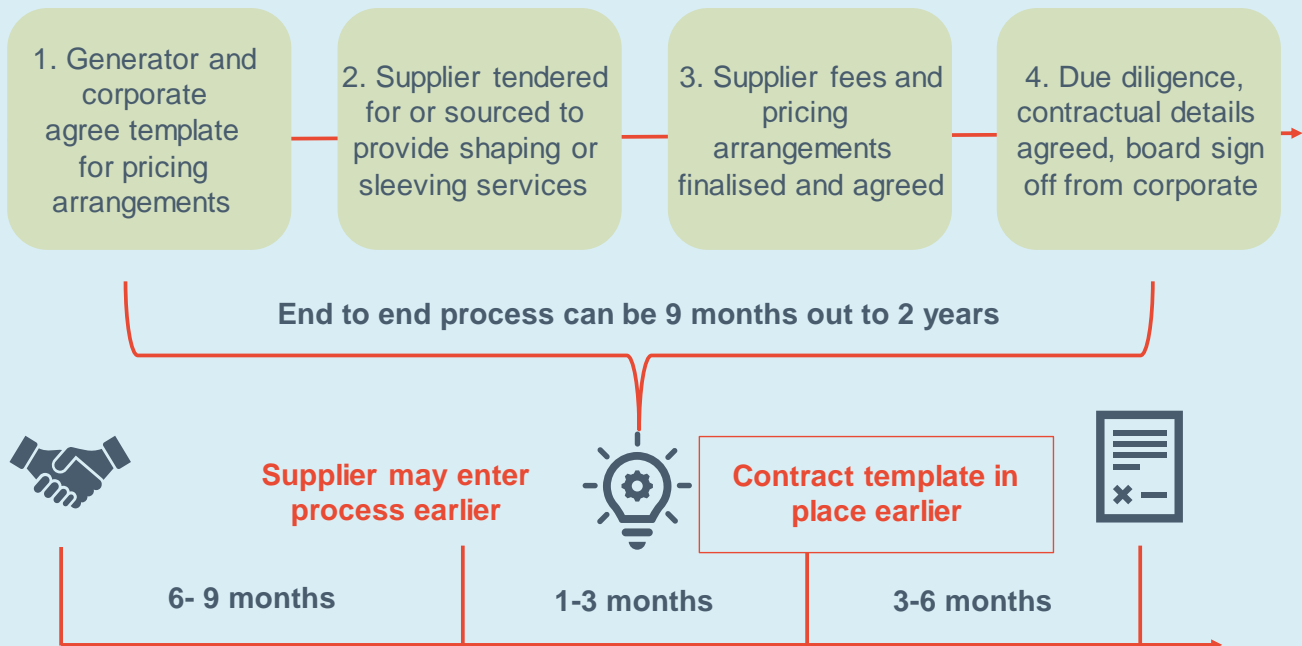 1. Generator and
corporate
agree template
for pricing
arrangements
2. Supplier tendered
for or sourced to
provide shaping or
sleeving services
3. Supplier fees and
pricing
arrangements
finalised and agreed
4. Due diligence,
contractual details
agreed, board sign
off from corporate
End to end process can be 9 months out to 2 years
Supplier may enter
process earlier
Contract template in
place earlier
6- 9 months
1-3 months
3-6 months